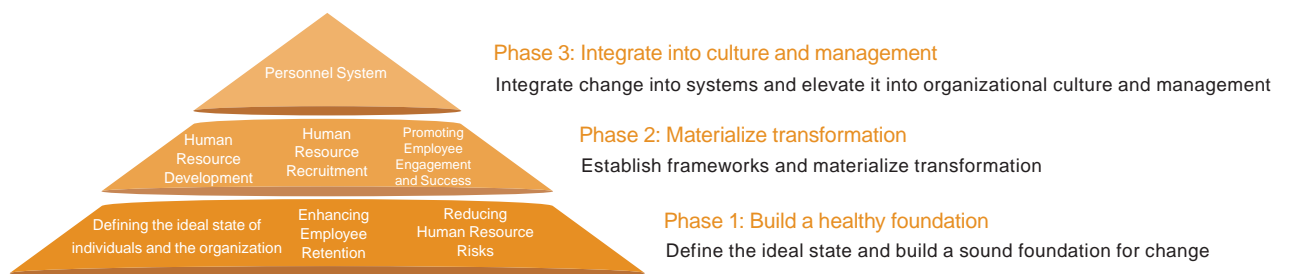 Personnel System
Phase 3: Integrate into culture and management
Integrate change into systems and elevate it into organizational culture and management
Human
Resource
Development
Human
Resource
Recruitment
Promoting
Employee
Engagement
and Success
Phase 2: Materialize transformation
Establish frameworks and materialize transformation
Defining the ideal state of
individuals and the organization
Enhancing
Employee
Retention
Reducing
Human Resource
Risks
Phase 1: Build a healthy foundation
Define the ideal state and build a sound foundation for change